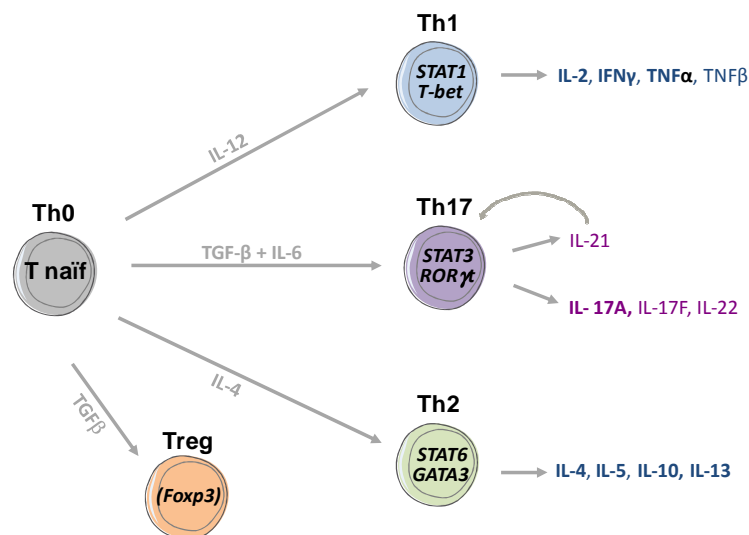 Th1
STAT1
T-bet
IL-2, IFNγ, TNFα, TNFβ
IL-12
Th0
T naïf
Th17
TGF-β + IL-6
STAT3
RORγt
IL-21
IL- 17A, IL-17F, IL-22
IL-4
TGFβ
Th2
STAT6
GATA3
IL-4, IL-5, IL-10, IL-13
Treg
(Foxp3)